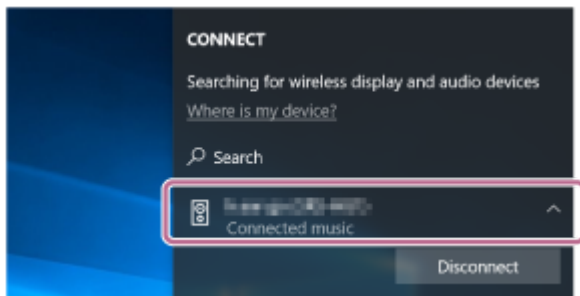 CONNECT
Searching for wireless display and audio devices
Where is my device?
Search
Connected music
Disconnect